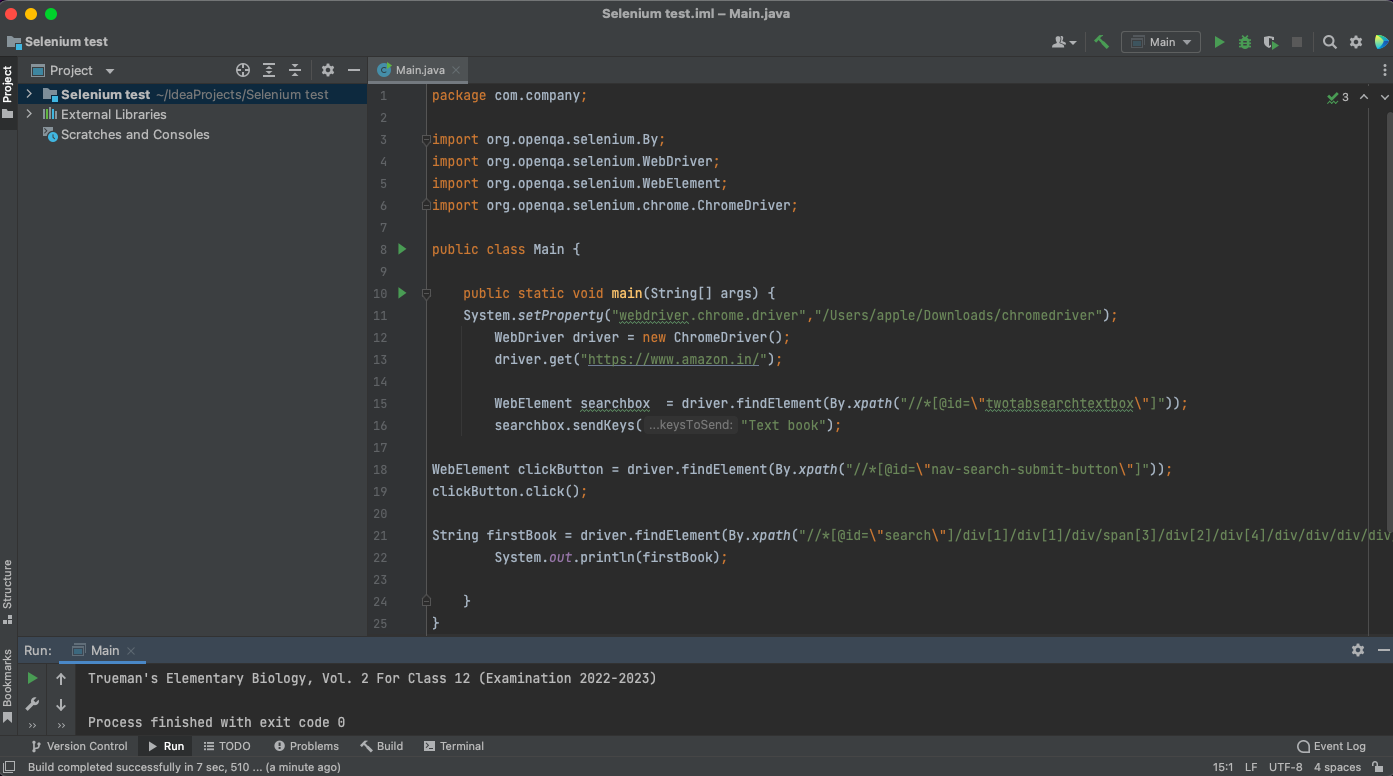 Selenium test.iml – Main.java
Selenium test
Main
Project
Main.java
Project
Selenium test ~/IdeaProjects/Selenium test
External Libraries
Scratches and Consoles
3
1 package com.company;
2
3 import org.openqa.selenium.By;
4 import org.openqa.selenium.WebDriver;
5 import org.openqa.selenium.WebElement;
6 import org.openqa.selenium.chrome.ChromeDriver;
7
8 public class Main {
9
10 public static void main(String[] args) {
11 System.setProperty("webdriver.chrome.driver","/Users/apple/Downloads/chromedriver");
12 WebDriver driver = new ChromeDriver();
13 driver.get("https://www.amazon.in/");
14
15 WebElement searchbox  = driver.findElement(By.xpath("//*[@id=\"twotabsearchtextbox\"]"));
16 searchbox.sendKeys( ...keysToSend: "Text book");
17
18 WebElement clickButton = driver.findElement(By.xpath("//*[@id=\"nav-search-submit-button\"]"));
19 clickButton.click();
20
21 String firstBook = driver.findElement(By.xpath("//*[@id=\"search\"]/div[1]/div[1]/div/span[3]/div[2]/div[4]/div/div/div/div
22 System.out.println(firstBook);
23
24 }
25 }
Structure
Bookmarks
Run: Main
Trueman's Elementary Biology, Vol. 2 For Class 12 (Examination 2022-2023)
Process finished with exit code 0
Version Control Run TODO Problems Build Terminal Event Log
Build completed successfully in 7 sec, 510 ... (a minute ago) 15:1 LF UTF-8 4 spaces